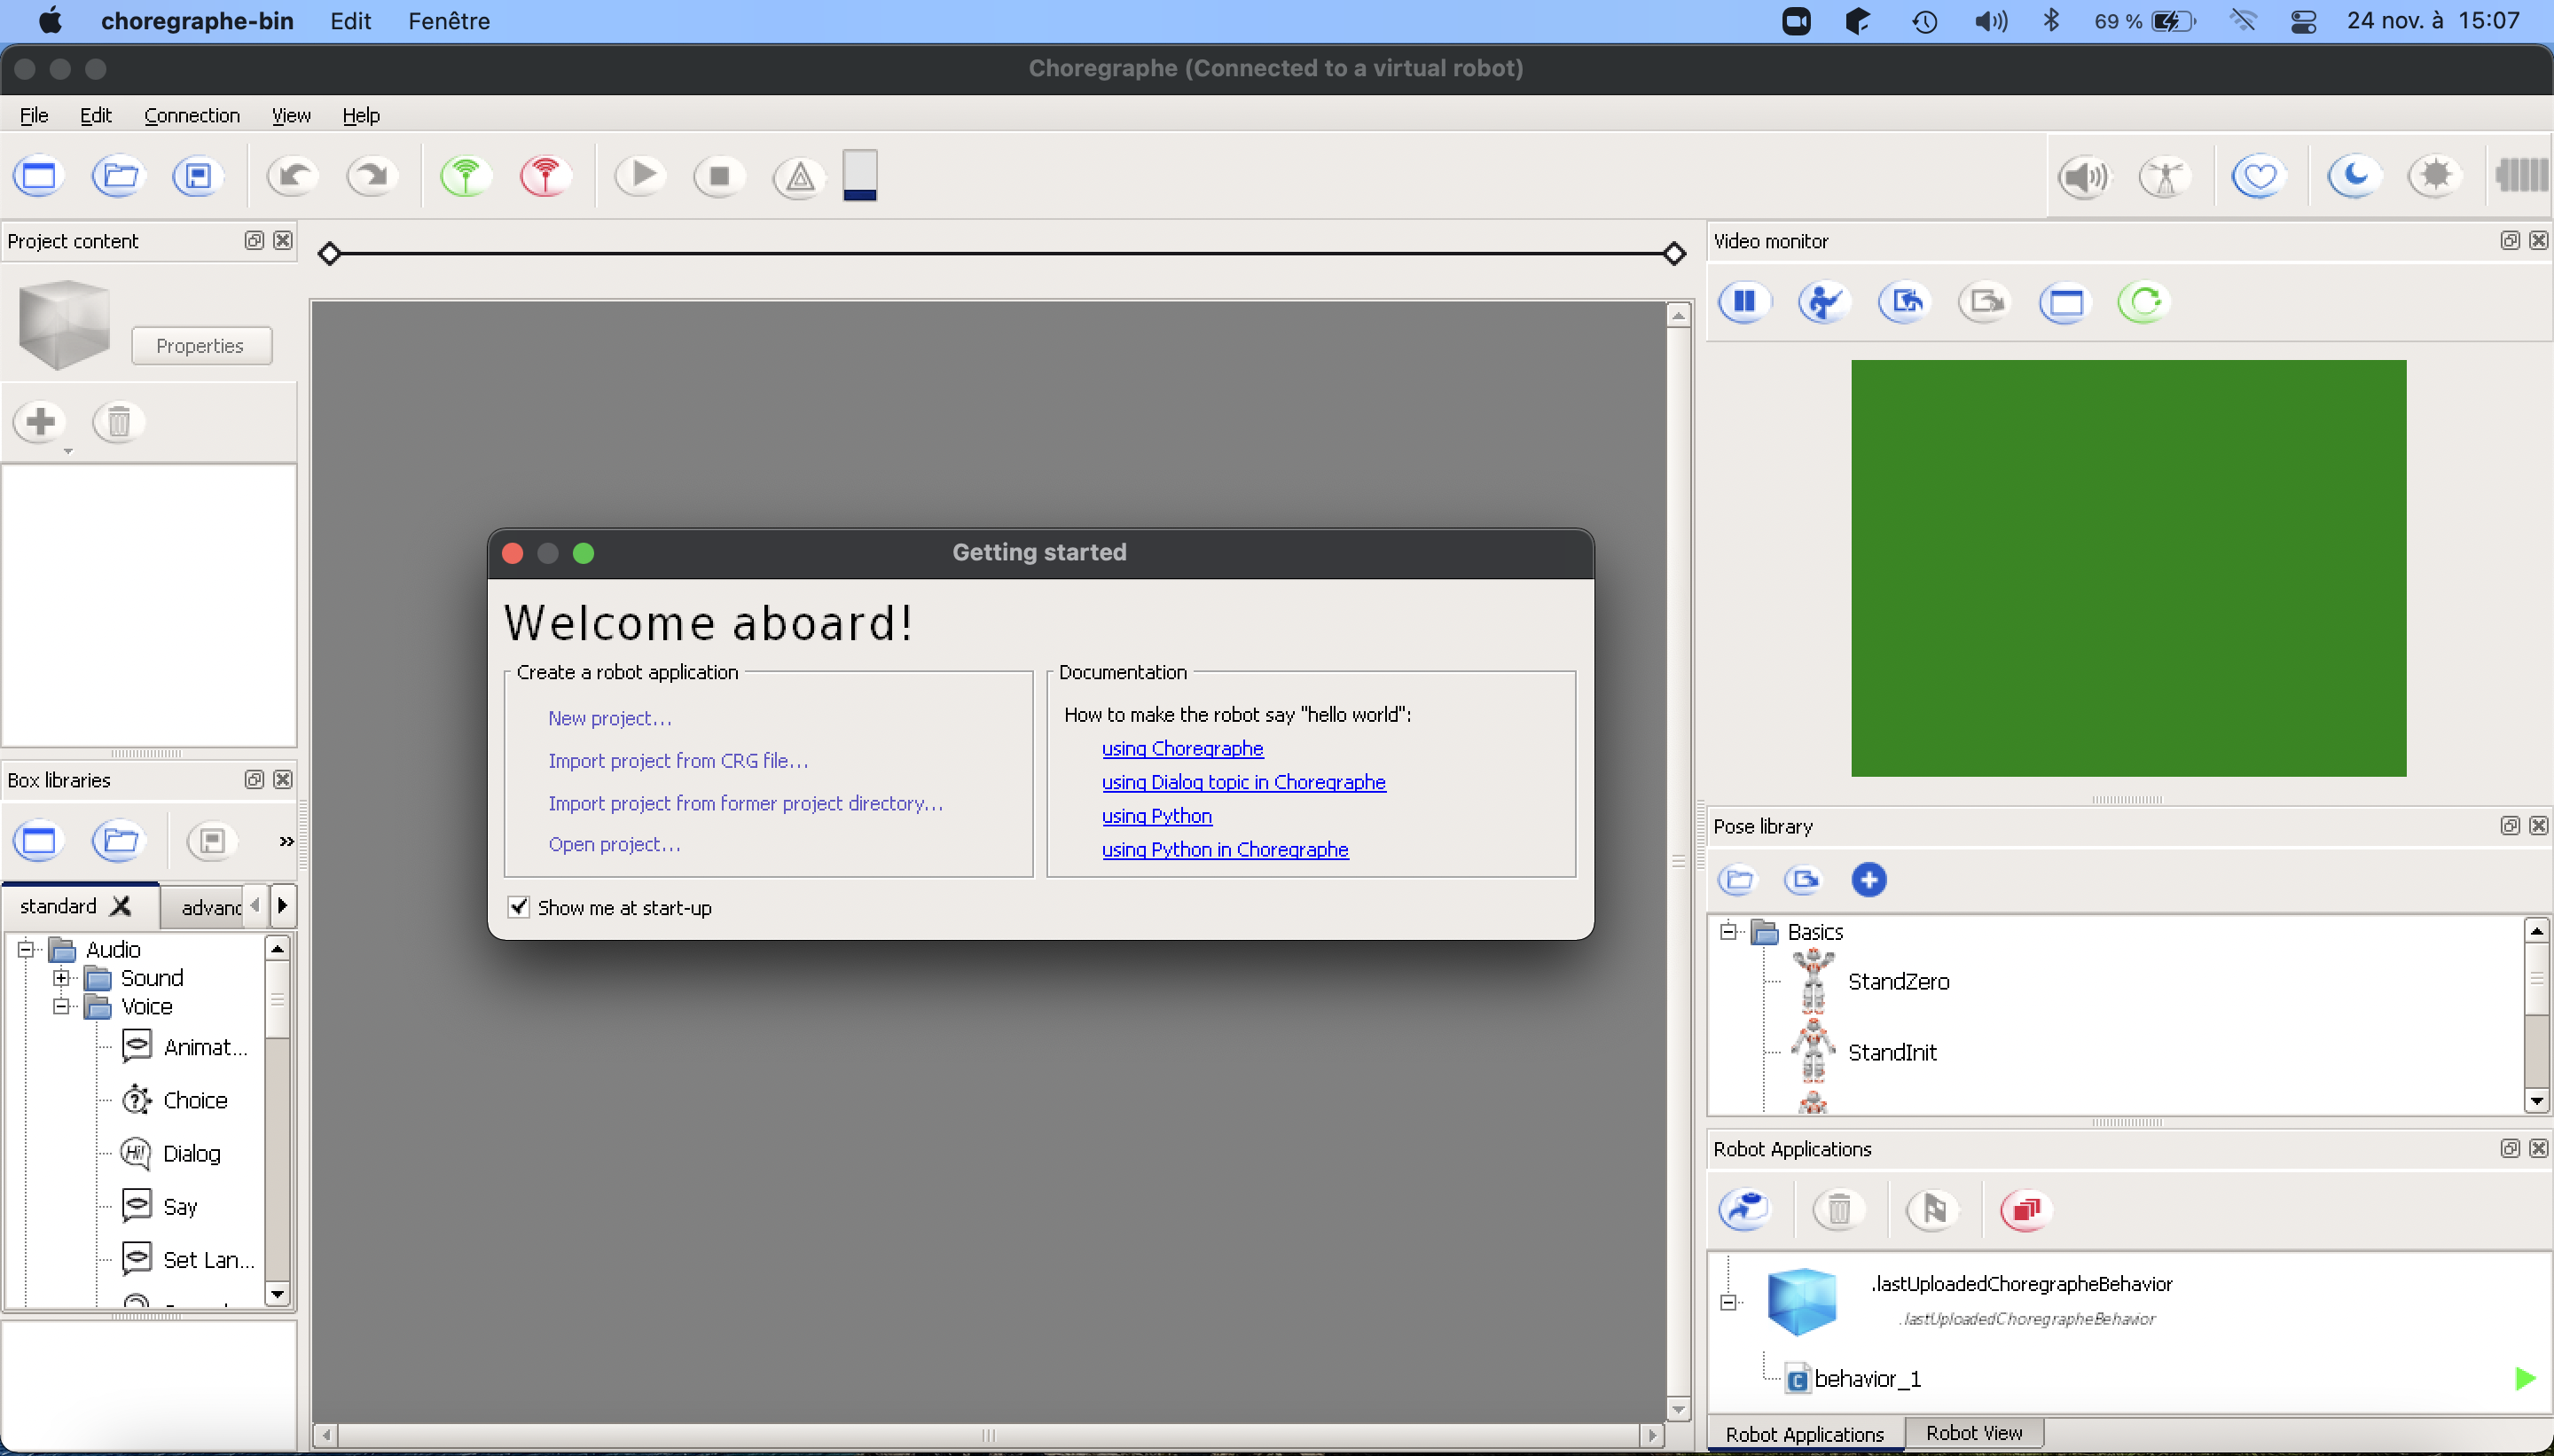 choregraphe-bin Edit Fenêtre 69 % 24 nov. à 15:07
Choregraphe (Connected to a virtual robot)
File Edit Connection View Help
Project content
Properties
Box libraries
»
standard advanc
Audio
Sound
Voice
Animat...
Choice
Hi!
Dialog
Say
Set Lan...
Getting started
Welcome aboard!
Create a robot application
New project...
Import project from CRG file...
Import project from former project directory...
Open project...
Documentation
How to make the robot say "hello world":
using Choregraphe
using Dialog topic in Choregraphe
using Python
using Python in Choregraphe
Show me at start-up
Video monitor
Pose library
Basics
StandZero
StandInit
Robot Applications
.lastUploadedChoregrapheBehavior
.lastUploadedChoregrapheBehavior
C behavior_1
Robot Applications Robot View